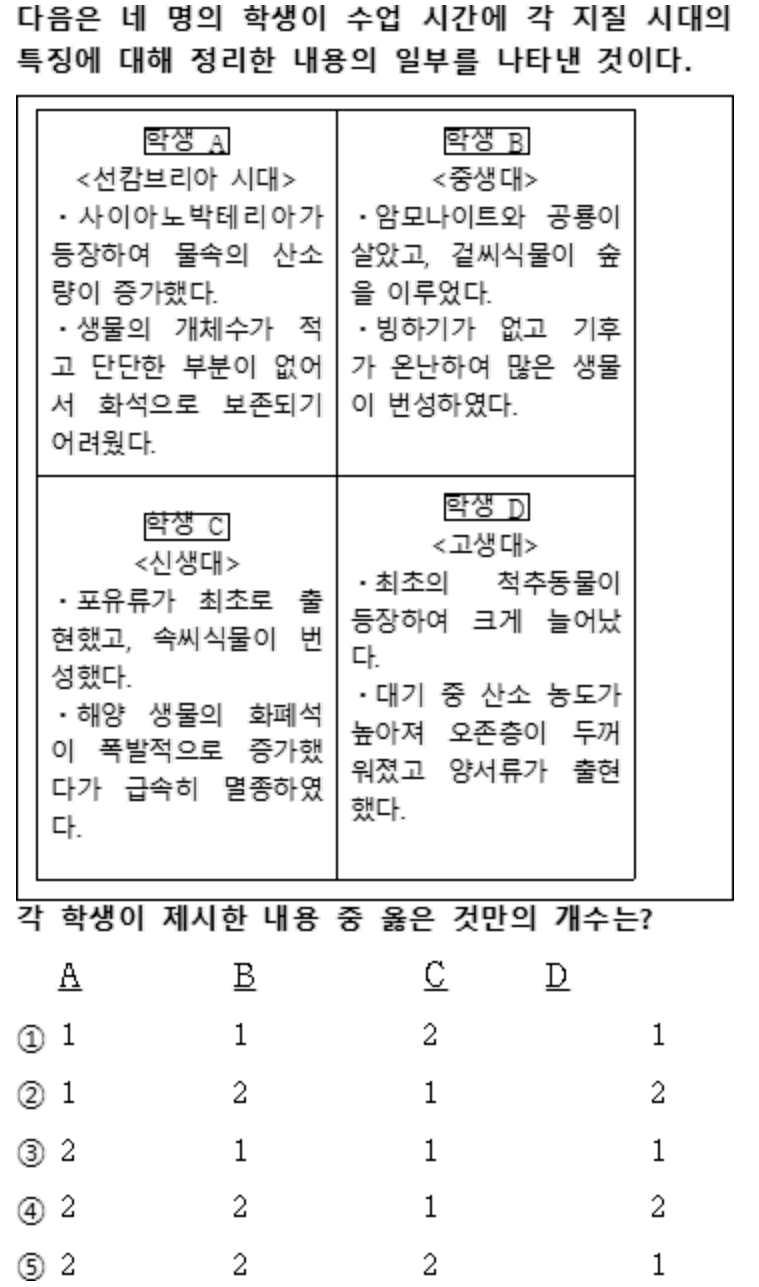 다음은 네 명의 학생이 수업 시간에 각 지질 시대의
특징에 대해 정리한 내용의 일부를 나타낸 것이다.
학생 A
<선캄브리아 시대>
· 사이아노박테리아가
등장하여 물속의 산소
량이 증가했다.
· 생물의 개체수가 적
고 단단한 부분이 없어
서 화석으로 보존되기
어려웠다.
학생 B
<중생대>
· 암모나이트와 공룡이
살았고, 겉씨식물이 숲
을 이루었다.
· 빙하기가 없고 기후
가 온난하여 많은 생물
이 번성하였다.
학생 C
<신생대>
· 포유류가 최초로 출
현했고, 속씨식물이 번
성했다.
· 해양 생물의 화폐석
이 폭발적으로 증가했
다가 급속히 멸종하였
다.
학생 D
<고생대>
· 최초의 척추동물이
등장하여 크게 늘어났
다.
· 대기 중 산소 농도가
높아져 오존층이 두꺼
워졌고 양서류가 출현
했다.
각 학생이 제시한 내용 중 옳은 것만의 개수는?
A B C D
① 1 1 2 1
② 1 2 1 2
③ 2 1 1 1
④ 2 2 1 2
⑤ 2 2 2 1